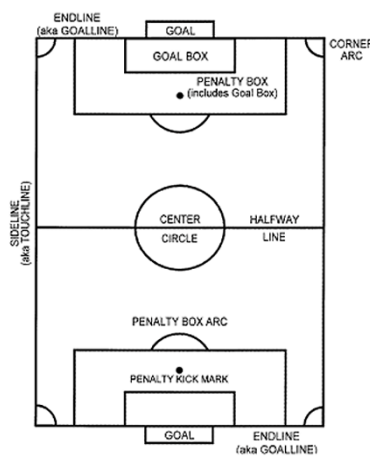 ENDLINE
(aka GOALLINE)
GOAL
GOAL BOX
CORNER
ARC
PENALTY BOX
(includes Goal Box)
SIDELINE
(aka TOUCHLINE)
CENTER
CIRCLE
HALFWAY
LINE
PENALTY BOX ARC
PENALTY KICK MARK
GOAL
ENDLINE
(aka GOALLINE)